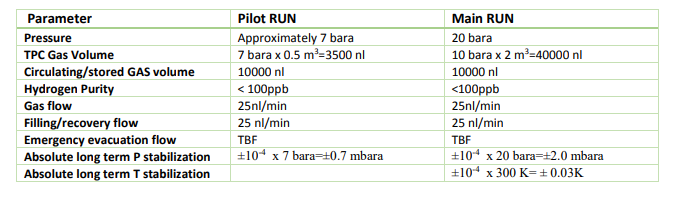 Parameter Pilot RUN Main RUN
Pressure Approximately 7 bara 20 bara
TPC Gas Volume 7 bara x 0.5 m³=3500 nl 10 bara x 2 m³=40000 nl
Circulating/stored GAS volume 10000 nl 10000 nl
Hydrogen Purity < 100ppb <100ppb
Gas flow 25nl/min 25nl/min
Filling/recovery flow 25 nl/min 25 nl/min
Emergency evacuation flow TBF TBF
Absolute long term P stabilization ±10⁻⁴ x 7 bara=±0.7 mbara ±10⁻⁴ x 20 bara=±2.0 mbara
Absolute long term T stabilization ±10⁻⁴ x 300 K= ± 0.03K